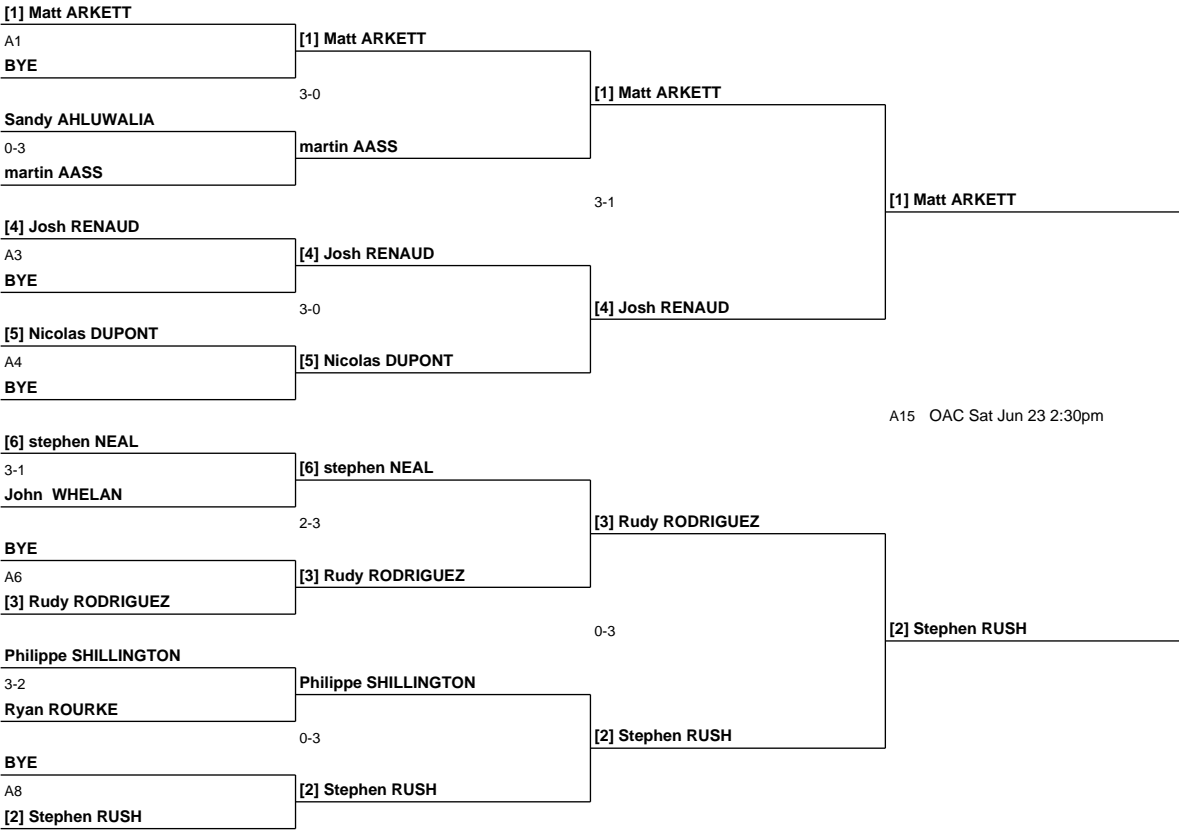 [1] Matt ARKETT
A1
BYE
[1] Matt ARKETT
3-0
Sandy AHLUWALIA
0-3
martin AASS
martin AASS
[1] Matt ARKETT
3-1
[4] Josh RENAUD
A3
BYE
[4] Josh RENAUD
3-0
[5] Nicolas DUPONT
A4
BYE
[5] Nicolas DUPONT
[4] Josh RENAUD
[1] Matt ARKETT
A15 OAC Sat Jun 23 2:30pm
[6] stephen NEAL
3-1
John WHELAN
[6] stephen NEAL
2-3
BYE
A6
[3] Rudy RODRIGUEZ
[3] Rudy RODRIGUEZ
[3] Rudy RODRIGUEZ
0-3
Philippe SHILLINGTON
3-2
Ryan ROURKE
Philippe SHILLINGTON
0-3
BYE
A8
[2] Stephen RUSH
[2] Stephen RUSH
[2] Stephen RUSH
[2] Stephen RUSH